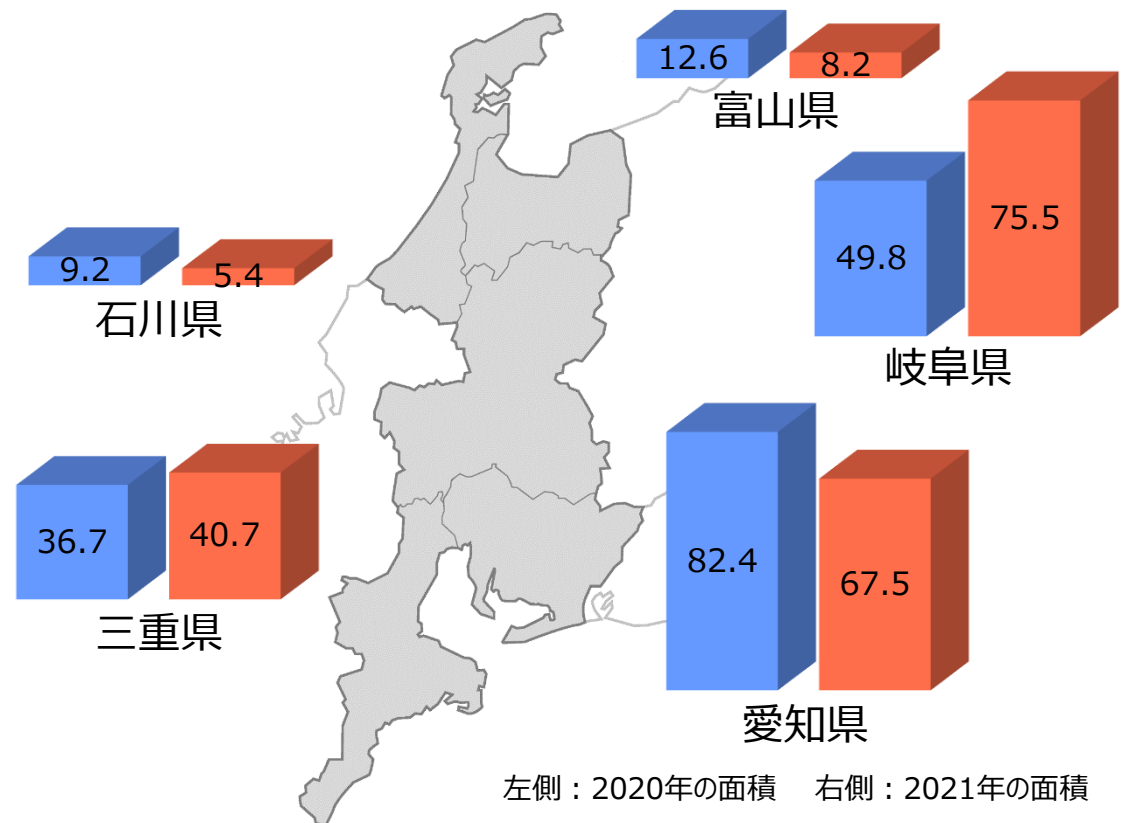 12.6 8.2
富山県
49.8 75.5
岐阜県
9.2 5.4
石川県
36.7 40.7
三重県
82.4 67.5
愛知県
左側：2020年の面積　右側：2021年の面積